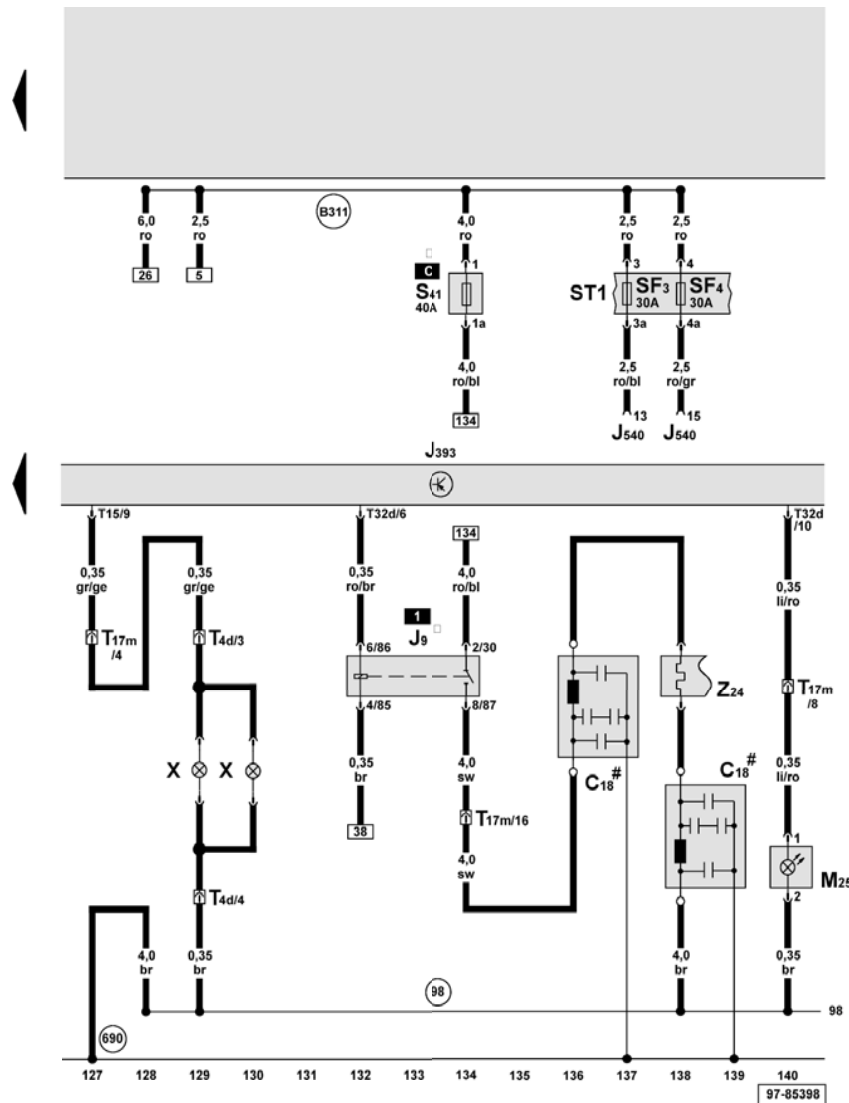 6,0
ro
2,5
ro
B311
4,0
ro
2,5
ro
2,5
ro
26
5
C
S41
40A
1
1a
ST1
3
SF3
30A
3a
4
SF4
30A
4a
4,0
ro/bl
2,5
ro/bl
2,5
ro/gr
134
13
J540
15
J540
J393
T15/9
T32d/6
134
T32d
/10
0,35
gr/ge
0,35
gr/ge
0,35
ro/br
4,0
ro/bl
0,35
li/ro
1
J9
T17m
/4
T4d/3
6/86
2/30
Z24
T17m
/8
4/85
8/87
X
X
0,35
br
4,0
sw
C18#
C18#
0,35
li/ro
38
T17m/16
4,0
sw
1
M25
2
T4d/4
4,0
br
0,35
br
4,0
br
0,35
br
98
98
690
127 128 129 130 131 132 133 134 135 136 137 138 139 140
97-85398